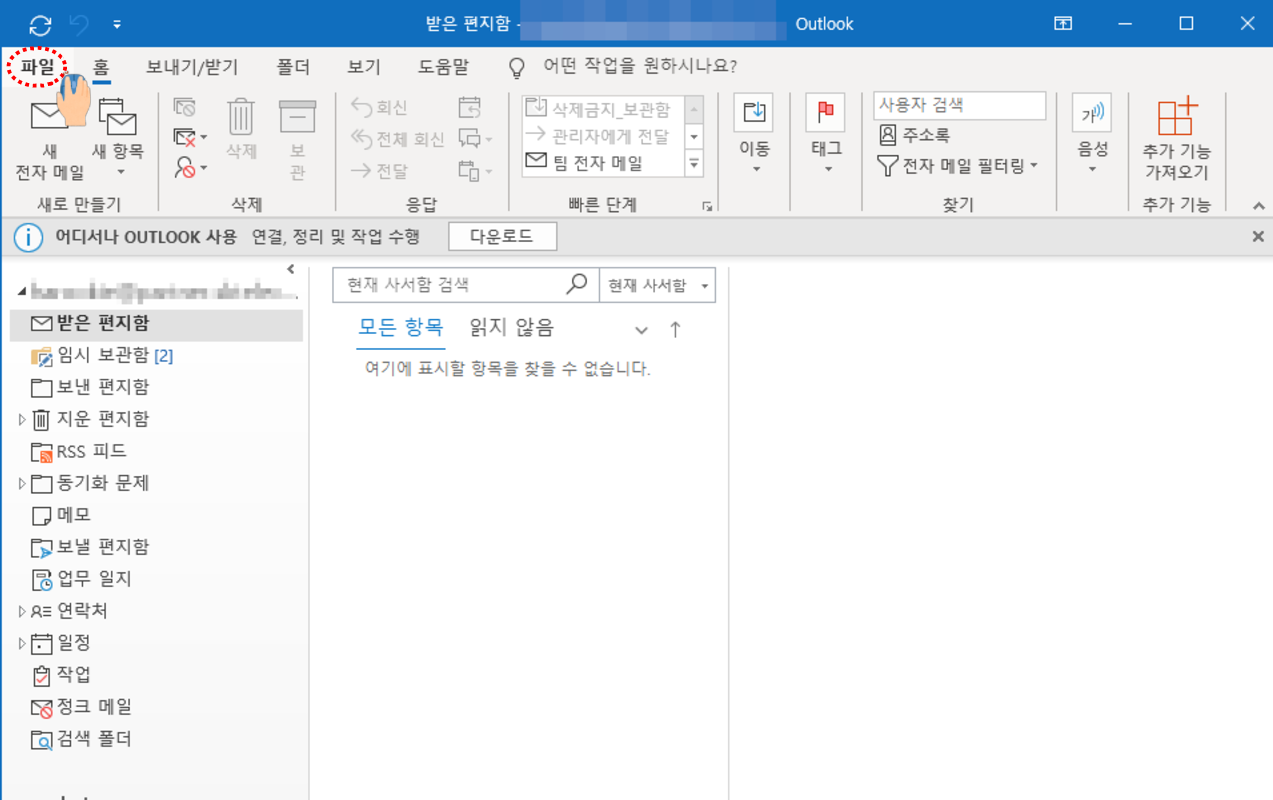 받은 편지함 -
Outlook
파일 홈 보내기/받기 폴더 보기 도움말 어떤 작업을 원하시나요?
새
전자 메일
새 항목
새로 만들기
삭제
보
관
삭제
회신
전체 회신
전달
응답
삭제금지_보관함
관리자에게 전달
팀 전자 메일
빠른 단계
이동
태그
사용자 검색
주소록
전자 메일 필터링
찾기
가))
음성
추가 기능
가져오기
추가 기능
어디서나 OUTLOOK 사용 연결, 정리 및 작업 수행 다운로드
받은 편지함
임시 보관함 [2]
보낸 편지함
지운 편지함
RSS 피드
동기화 문제
메모
보낼 편지함
업무 일지
연락처
일정
작업
정크 메일
검색 폴더
현재 사서함 검색 현재 사서함
모든 항목 읽지 않음
여기에 표시할 항목을 찾을 수 없습니다.